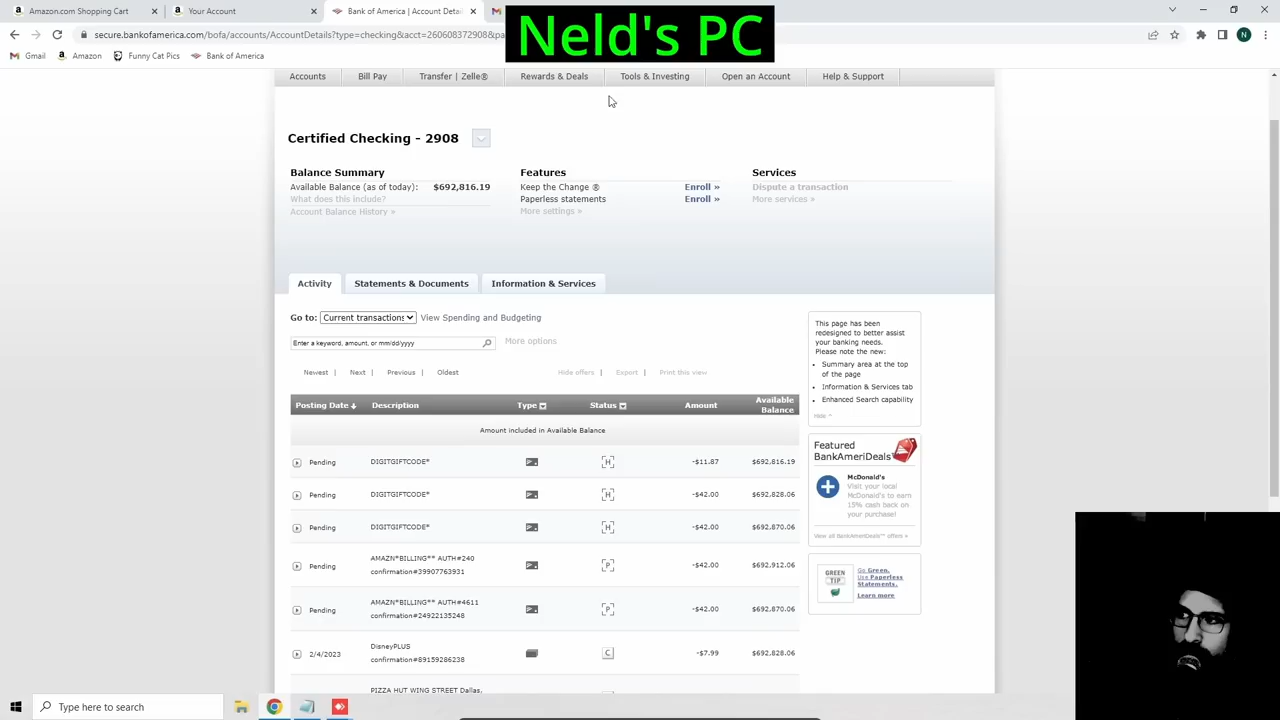 Neld's PC
Amazon.com Shopping Cart
Your Account
Bank of America | Account Deta
secure.bankofamerica.com/bofa/accounts/AccountDetails?type=checking&acct=260608372908&pa
N
Gmail
Amazon
Funny Cat Pics
Bank of America
Accounts
Bill Pay
Transfer | Zelle®
Rewards & Deals
Tools & Investing
Open an Account
Help & Support
Certified Checking - 2908
Balance Summary
Available Balance (as of today): $692,816.19
What does this include?
Account Balance History »
Features
Keep the Change ® Enroll »
Paperless statements Enroll »
More settings »
Services
Dispute a transaction
More services »
Activity
Statements & Documents
Information & Services
Go to: Current transactions View Spending and Budgeting
Enter a keyword, amount, or mm/dd/yyyy
More options
Newest | Next | Previous | Oldest
Hide offers | Export | Print this view
Posting Date Description Type Status Amount Available Balance
Amount included in Available Balance
Pending DIGITGIFTCODE* H -$11.87 $692,816.19
Pending DIGITGIFTCODE* H -$42.00 $692,828.06
Pending DIGITGIFTCODE* H -$42.00 $692,870.06
AMAZN*BILLING** AUTH#240
Pending confirmation#39907763931 P -$42.00 $692,912.06
AMAZN*BILLING** AUTH#4611
Pending confirmation#24922135248 P -$42.00 $692,870.06
DisneyPLUS
2/4/2023 confirmation#89159286238 C -$7.99 $692,828.06
PIZZA HUT WING STREET Dallas,
This page has been
redesigned to better assist
your banking needs.
Please note the new:
Summary area at the top
of the page
Information & Services tab
Enhanced Search capability
Hide
Featured
BankAmeriDeals™
McDonald's
Visit your local
McDonald's to earn
15% cash back on
your purchase!
View all BankAmeriDeals™ offers »
GREEN
TIP
Go Green.
Use Paperless
Statements.
Learn more
Type here to search